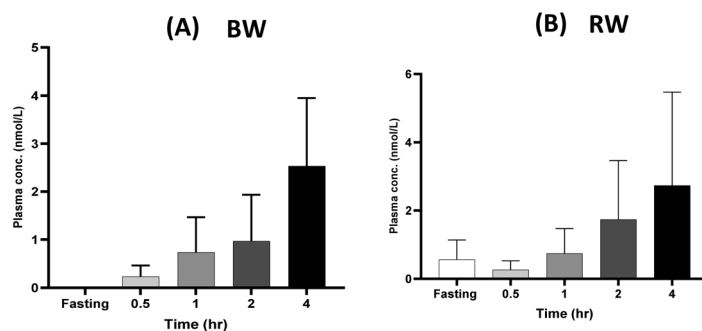 (A) BW
Plasma conc. (nmol/L)
5
4
3
2
1
0
Fasting 0.5 1 2 4
Time (hr)
(B) RW
Plasma conc. (nmol/L)
6
4
2
0
Fasting 0.5 1 2 4
Time (hr)